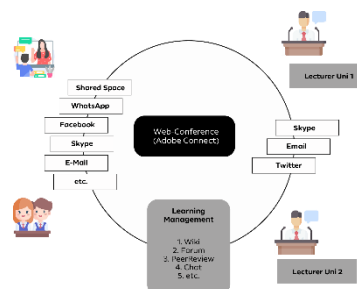 Shared Space
WhatsApp
Facebook
Skype
E-Mail
etc.
Web-Conference
(Adobe Connect)
Lecturer Uni 1
Skype
Email
Twitter
Learning
Management
1. Wiki
2. Forum
3. PeerReview
4. Chat
5. etc.
Lecturer Uni 2